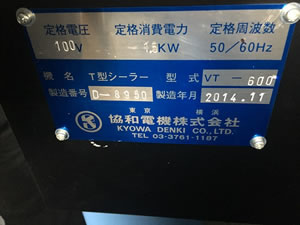 定格電圧 定格消費電力 定格周波数
100V 1.5KW 50/60Hz
機名 T型シーラー 型式 VT-600
製造番号 D-8950 製造年月 2014.11
東京 横浜
協和電機株式会社
KYOWA DENKI CO., LTD.
TEL 03-3761-1187